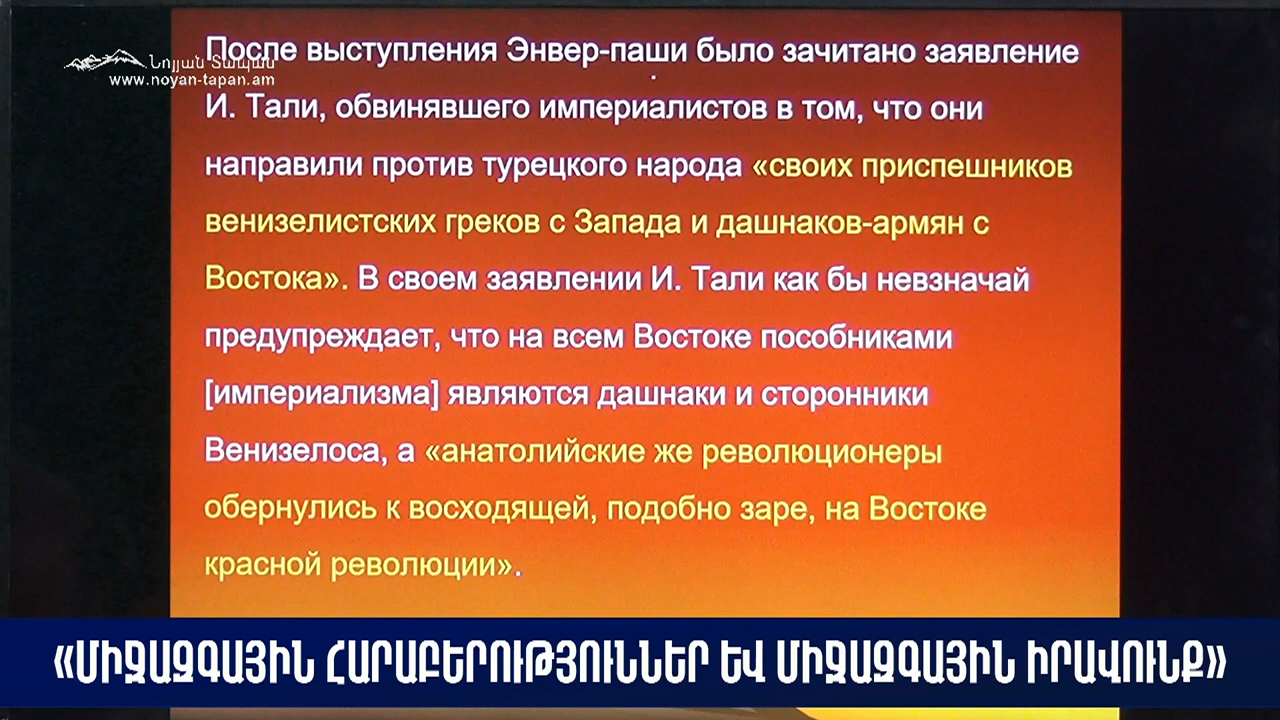 После выступления Энвер-паши было зачитано заявление
Նոյյան Տապան
www.noyan-tapan.am
И. Тали, обвинявшего империалистов в том, что они
направили против турецкого народа «своих приспешников
венизелистских греков с Запада и дашнаков-армян с
Востока». В своем заявлении И. Тали как бы невзначай
предупреждает, что на всем Востоке пособниками
[империализма] являются дашнаки и сторонники
Венизелоса, а «анатолийские же революционеры
обернулись к восходящей, подобно заре, на Востоке
красной революции».
«ՄԻՋԱԶԳԱՅԻՆ ՀԱՐԱԲԵՐՈՒԹՅՈՒՆՆԵՐ ԵՎ ՄԻՋԱԶԳԱՅԻՆ ԻՐԱՎՈՒՆՔ»